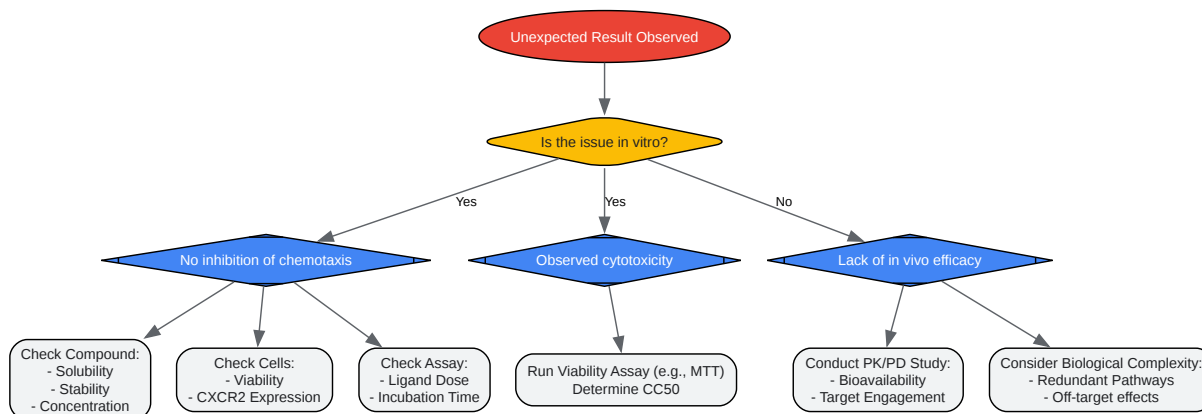 Unexpected Result Observed
Is the issue in vitro?
Yes
Yes
No
No inhibition of chemotaxis
Observed cytotoxicity
Lack of in vivo efficacy
Check Compound:
- Solubility
- Stability
- Concentration
Check Cells:
- Viability
- CXCR2 Expression
Check Assay:
- Ligand Dose
- Incubation Time
Run Viability Assay (e.g., MTT)
Determine CC50
Conduct PK/PD Study:
- Bioavailability
- Target Engagement
Consider Biological Complexity:
- Redundant Pathways
- Off-target effects